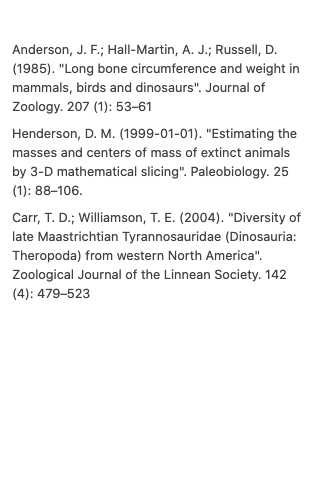 Anderson, J. F.; Hall-Martin, A. J.; Russell, D.
(1985). "Long bone circumference and weight in
mammals, birds and dinosaurs". Journal of
Zoology. 207 (1): 53–61
Henderson, D. M. (1999-01-01). "Estimating the
masses and centers of mass of extinct animals
by 3-D mathematical slicing". Paleobiology. 25
(1): 88–106.
Carr, T. D.; Williamson, T. E. (2004). "Diversity of
late Maastrichtian Tyrannosauridae (Dinosauria:
Theropoda) from western North America".
Zoological Journal of the Linnean Society. 142
(4): 479–523